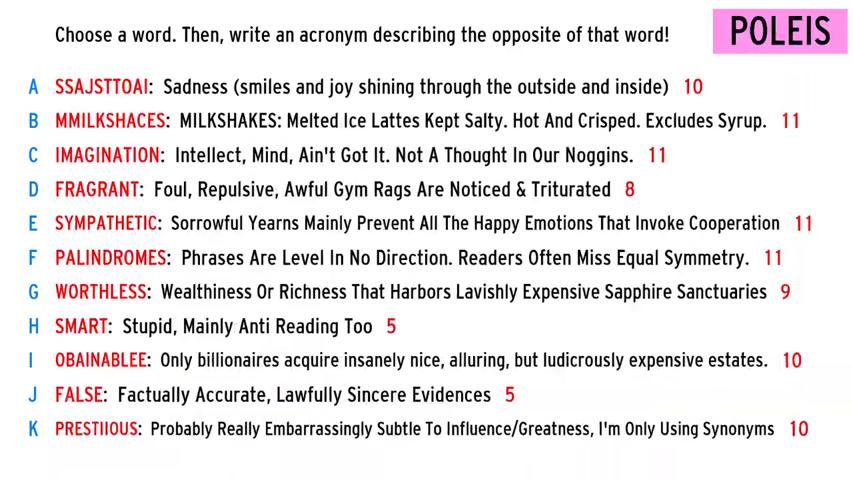 Choose a word. Then, write an acronym describing the opposite of that word!
POLEIS
A SSAJSTTOAI: Sadness (smiles and joy shining through the outside and inside) 10
B MMILKSHACES: MILKSHAKES: Melted Ice Lattes Kept Salty. Hot And Crisped. Excludes Syrup. 11
C IMAGINATION: Intellect, Mind, Ain't Got It. Not A Thought In Our Noggins. 11
D FRAGRANT: Foul, Repulsive, Awful Gym Rags Are Noticed & Triturated 8
E SYMPATHETIC: Sorrowful Yearns Mainly Prevent All The Happy Emotions That Invoke Cooperation 11
F PALINDROMES: Phrases Are Level In No Direction. Readers Often Miss Equal Symmetry. 11
G WORTHLESS: Wealthiness Or Richness That Harbors Lavishly Expensive Sapphire Sanctuaries 9
H SMART: Stupid, Mainly Anti Reading Too 5
I OBAINABLEE: Only billionaires acquire insanely nice, alluring, but ludicrously expensive estates. 10
J FALSE: Factually Accurate, Lawfully Sincere Evidences 5
K PRESTIIOUS: Probably Really Embarrassingly Subtle To Influence/Greatness, I'm Only Using Synonyms 10